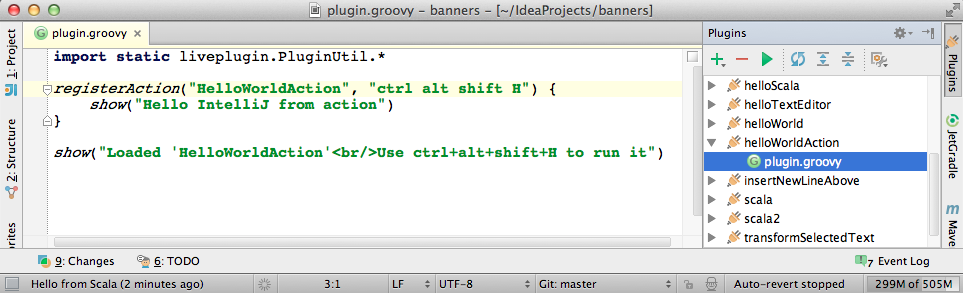 plugin.groovy – banners – [~/IdeaProjects/banners]
1: Project
2: Structure
rites
plugin.groovy ×
import static liveplugin.PluginUtil.*
registerAction("HelloWorldAction", "ctrl alt shift H") {
show("Hello IntelliJ from action")
}
show("Loaded 'HelloWorldAction'<br/>Use ctrl+alt+shift+H to run it")
Plugins
helloScala
helloTextEditor
helloWorld
helloWorldAction
plugin.groovy
insertNewLineAbove
scala
scala2
transformSelectedText
Plugins
JetGradle
Mave
9: Changes
6: TODO
7 Event Log
Hello from Scala (2 minutes ago)
3:1
LF
UTF-8
Git: master
Auto-revert stopped
299M of 505M